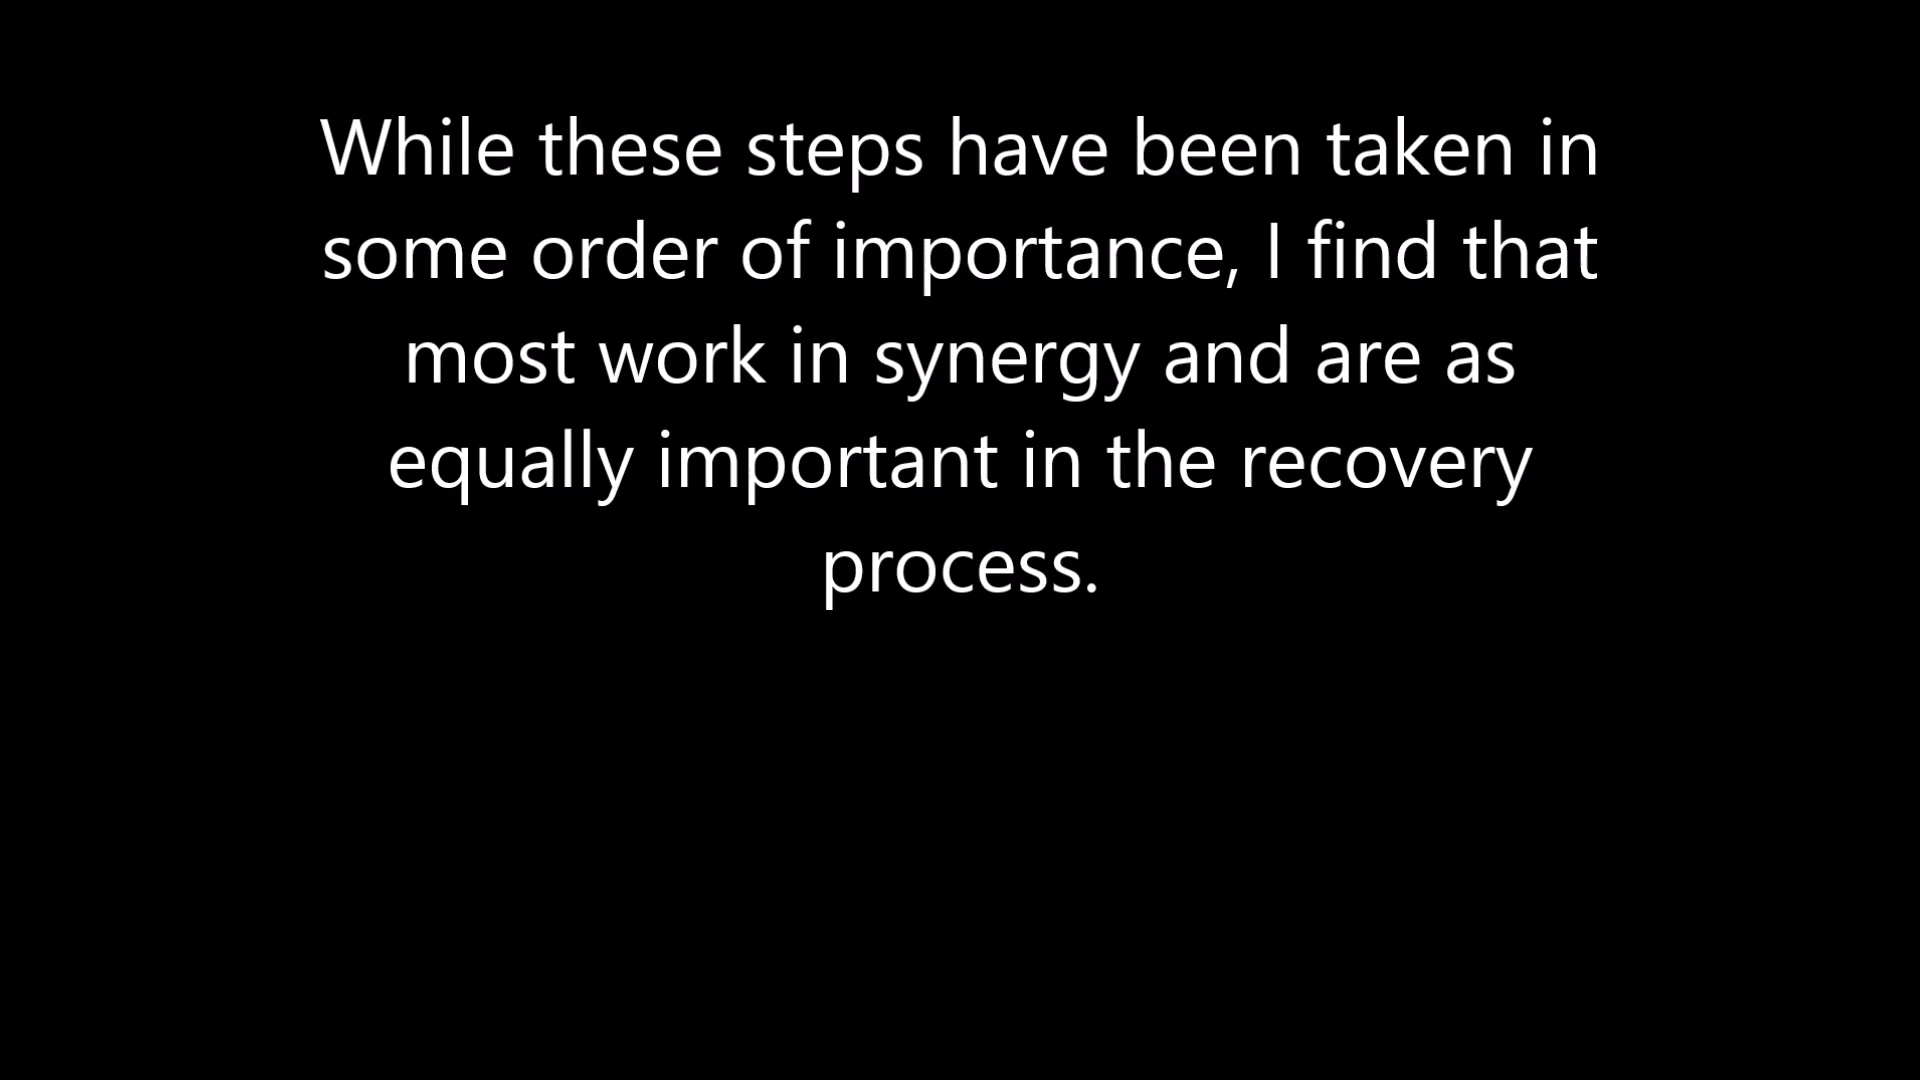 While these steps have been taken in
some order of importance, I find that
most work in synergy and are as
equally important in the recovery
process.